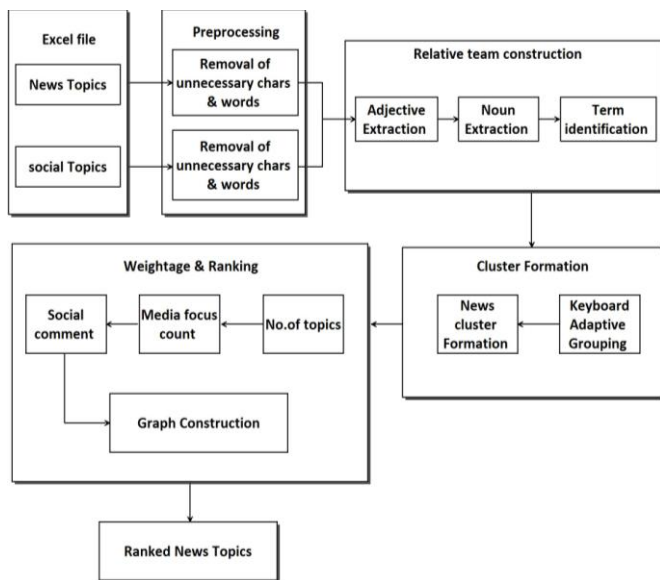 Excel file
News Topics
social Topics
Preprocessing
Removal of
unnecessary chars
& words
Removal of
unnecessary chars
& words
Relative team construction
Adjective
Extraction
Noun
Extraction
Term
identification
Cluster Formation
News
cluster
Formation
Keyboard
Adaptive
Grouping
Weightage & Ranking
Social
comment
Media focus
count
No.of topics
Graph Construction
Ranked News Topics